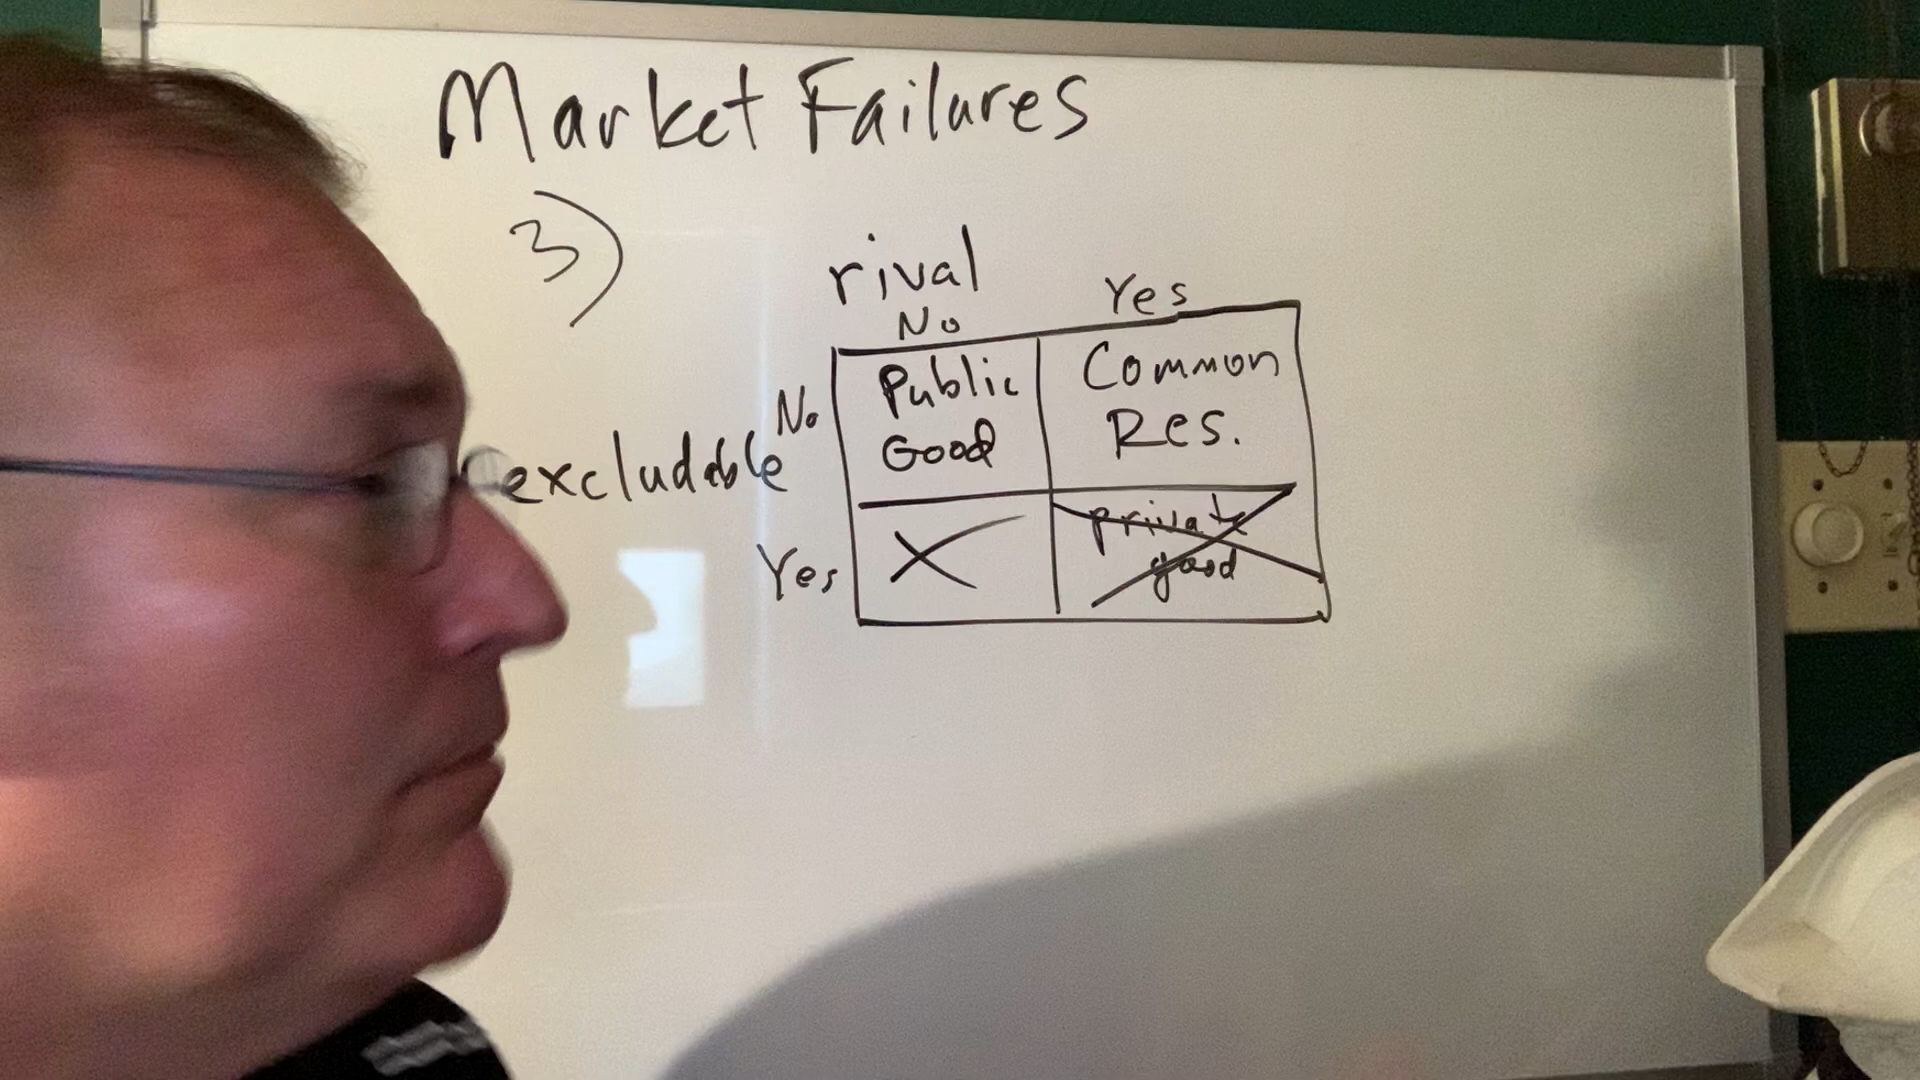 Market Failures
3)
rival
No Yes
No Public Common
Good Res.
excludable
private
Yes good